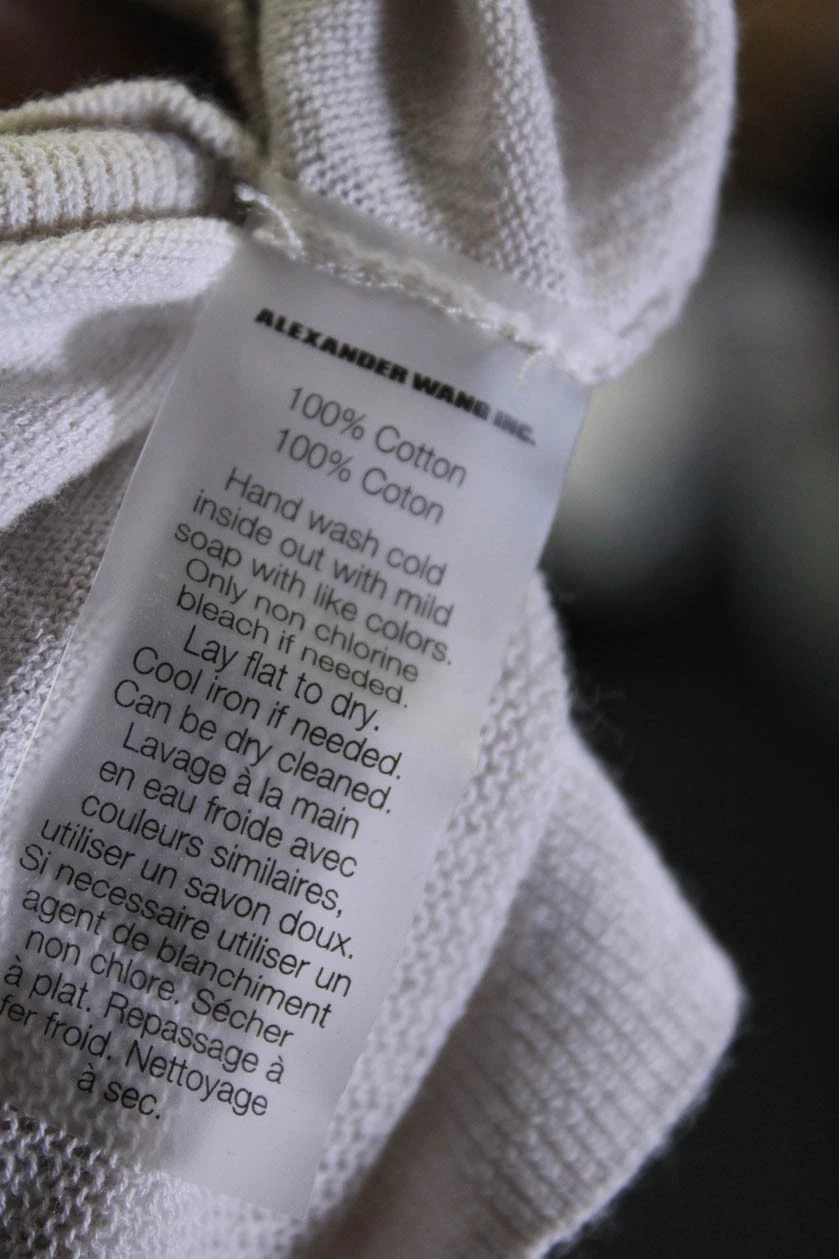 ALEXANDER WANG INC.
100% Cotton
100% Coton
Hand wash cold
inside out with mild
soap with like colors.
Only non chlorine
bleach if needed.
Lay flat to dry.
Cool iron if needed.
Can be dry cleaned.
Lavage à la main
en eau froide avec
couleurs similaires,
utiliser un savon doux.
Si necessaire utiliser un
agent de blanchiment
non chlore. Sécher
à plat. Repassage à
fer froid. Nettoyage
à sec.